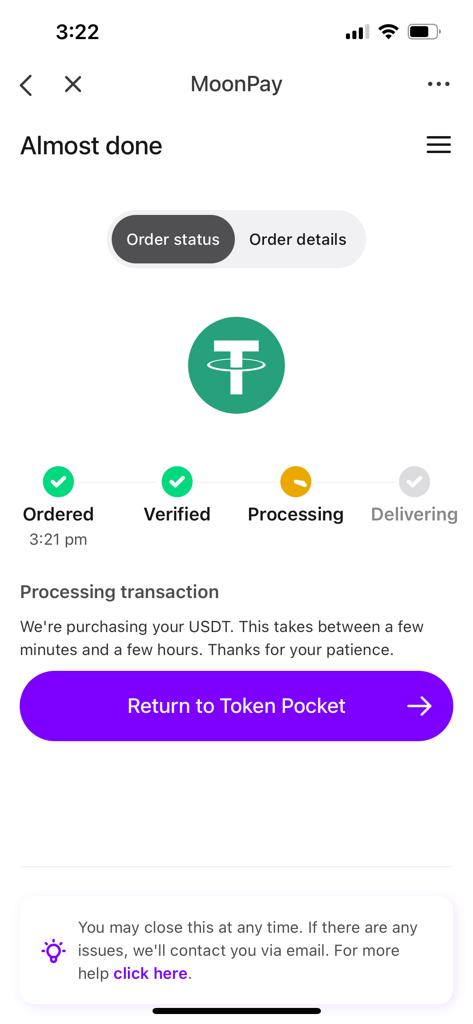 3:22
MoonPay
Almost done
Order status
Order details
Ordered
Verified
Processing
Delivering
3:21 pm
Processing transaction
We're purchasing your USDT. This takes between a few
minutes and a few hours. Thanks for your patience.
Return to Token Pocket
You may close this at any time. If there are any
issues, we'll contact you via email. For more
help click here.